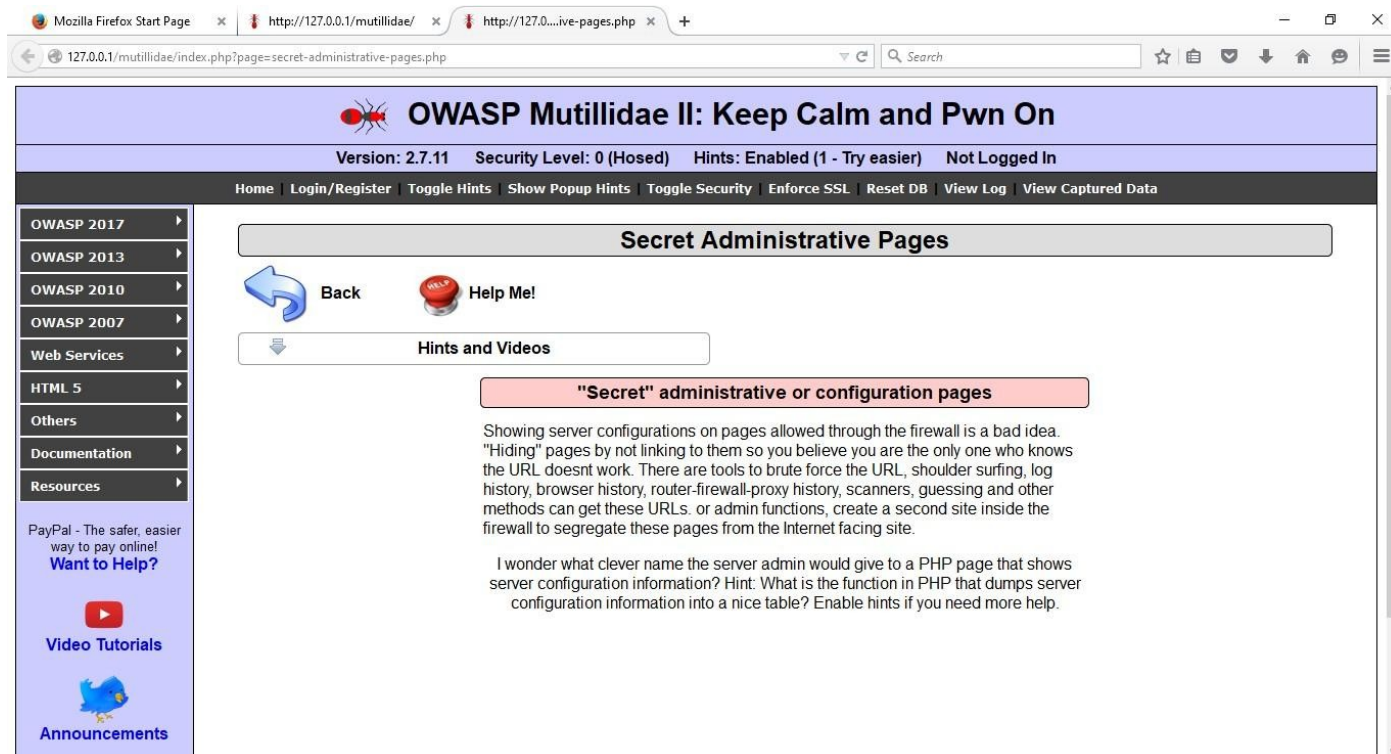 Mozilla Firefox Start Page
http://127.0.0.1/mutillidae/
http://127.0....ive-pages.php
127.0.0.1/mutillidae/index.php?page=secret-administrative-pages.php
Search
OWASP Mutillidae II: Keep Calm and Pwn On
Version: 2.7.11 Security Level: 0 (Hosed) Hints: Enabled (1 - Try easier) Not Logged In
Home | Login/Register | Toggle Hints | Show Popup Hints | Toggle Security | Enforce SSL | Reset DB | View Log | View Captured Data
OWASP 2017
OWASP 2013
OWASP 2010
OWASP 2007
Web Services
HTML 5
Others
Documentation
Resources
PayPal - The safer, easier
way to pay online!
Want to Help?
Video Tutorials
Announcements
Secret Administrative Pages
Back
HELP
Help Me!
Hints and Videos
"Secret" administrative or configuration pages
Showing server configurations on pages allowed through the firewall is a bad idea.
"Hiding" pages by not linking to them so you believe you are the only one who knows
the URL doesnt work. There are tools to brute force the URL, shoulder surfing, log
history, browser history, router-firewall-proxy history, scanners, guessing and other
methods can get these URLs. or admin functions, create a second site inside the
firewall to segregate these pages from the Internet facing site.
I wonder what clever name the server admin would give to a PHP page that shows
server configuration information? Hint: What is the function in PHP that dumps server
configuration information into a nice table? Enable hints if you need more help.